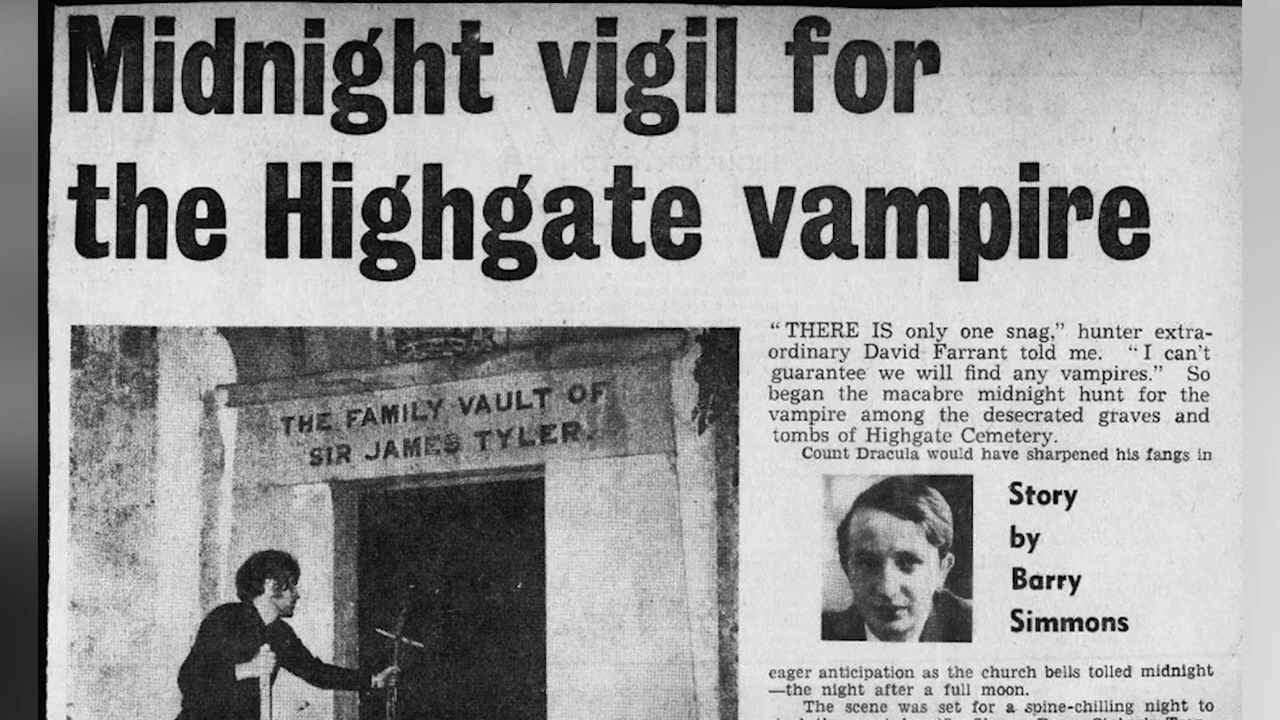 Midnight vigil for
the Highgate vampire
THE FAMILY VAULT OF
SIR JAMES TYLER.
“ THERE IS only one snag,” hunter extra-
ordinary David Farrant told me. “ I can't
guarantee we will find any vampires.” So
began the macabre midnight hunt for the
vampire among the desecrated graves and
tombs of Highgate Cemetery.
Count Dracula would have sharpened his fangs in
Story
by
Barry
Simmons
eager anticipation as the church bells tolled midnight
—the night after a full moon.
The scene was set for a spine-chilling night to